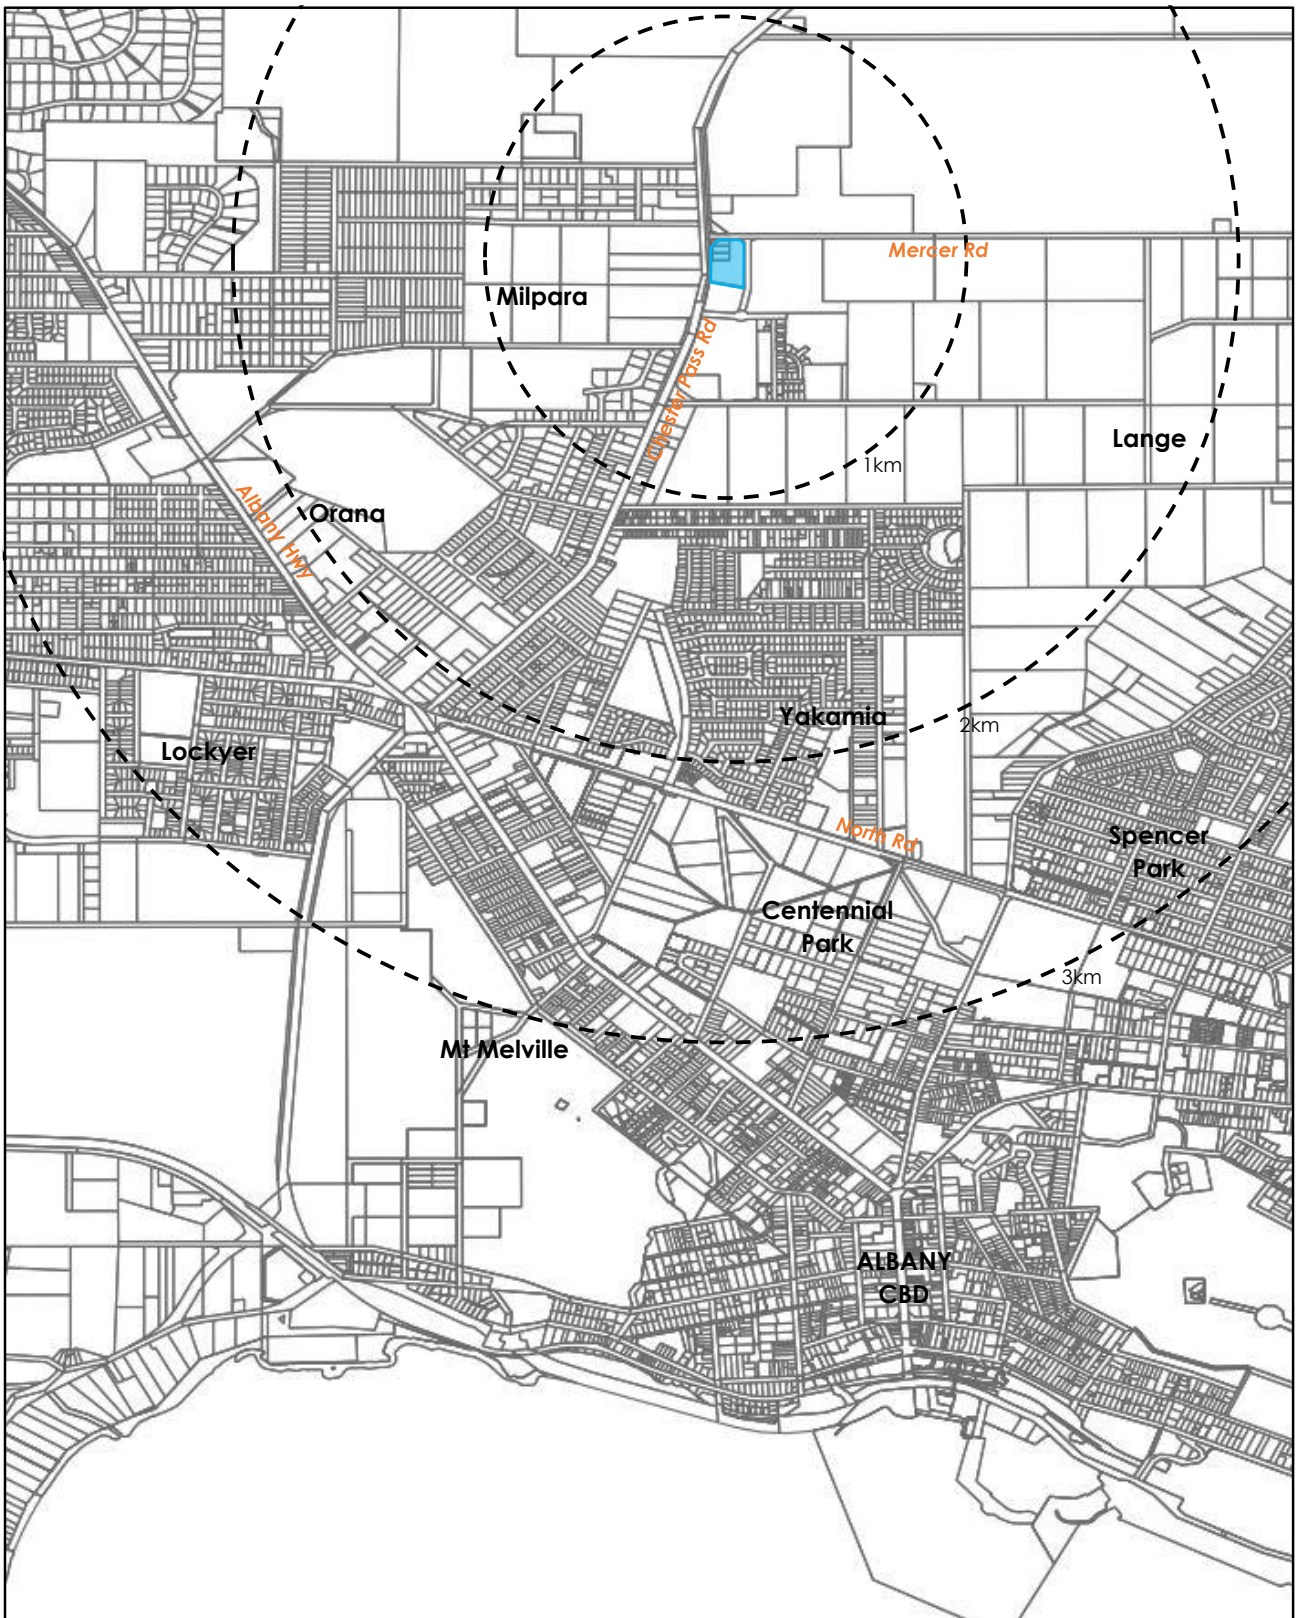 Mercer Rd
Milpara
Chester Pass Rd
Lange
1km
Albany Hwy
Orana
Yakamia
2km
Lockyer
North Rd
Spencer
Park
Centennial
Park
3km
Mt Melville
ALBANY
CBD